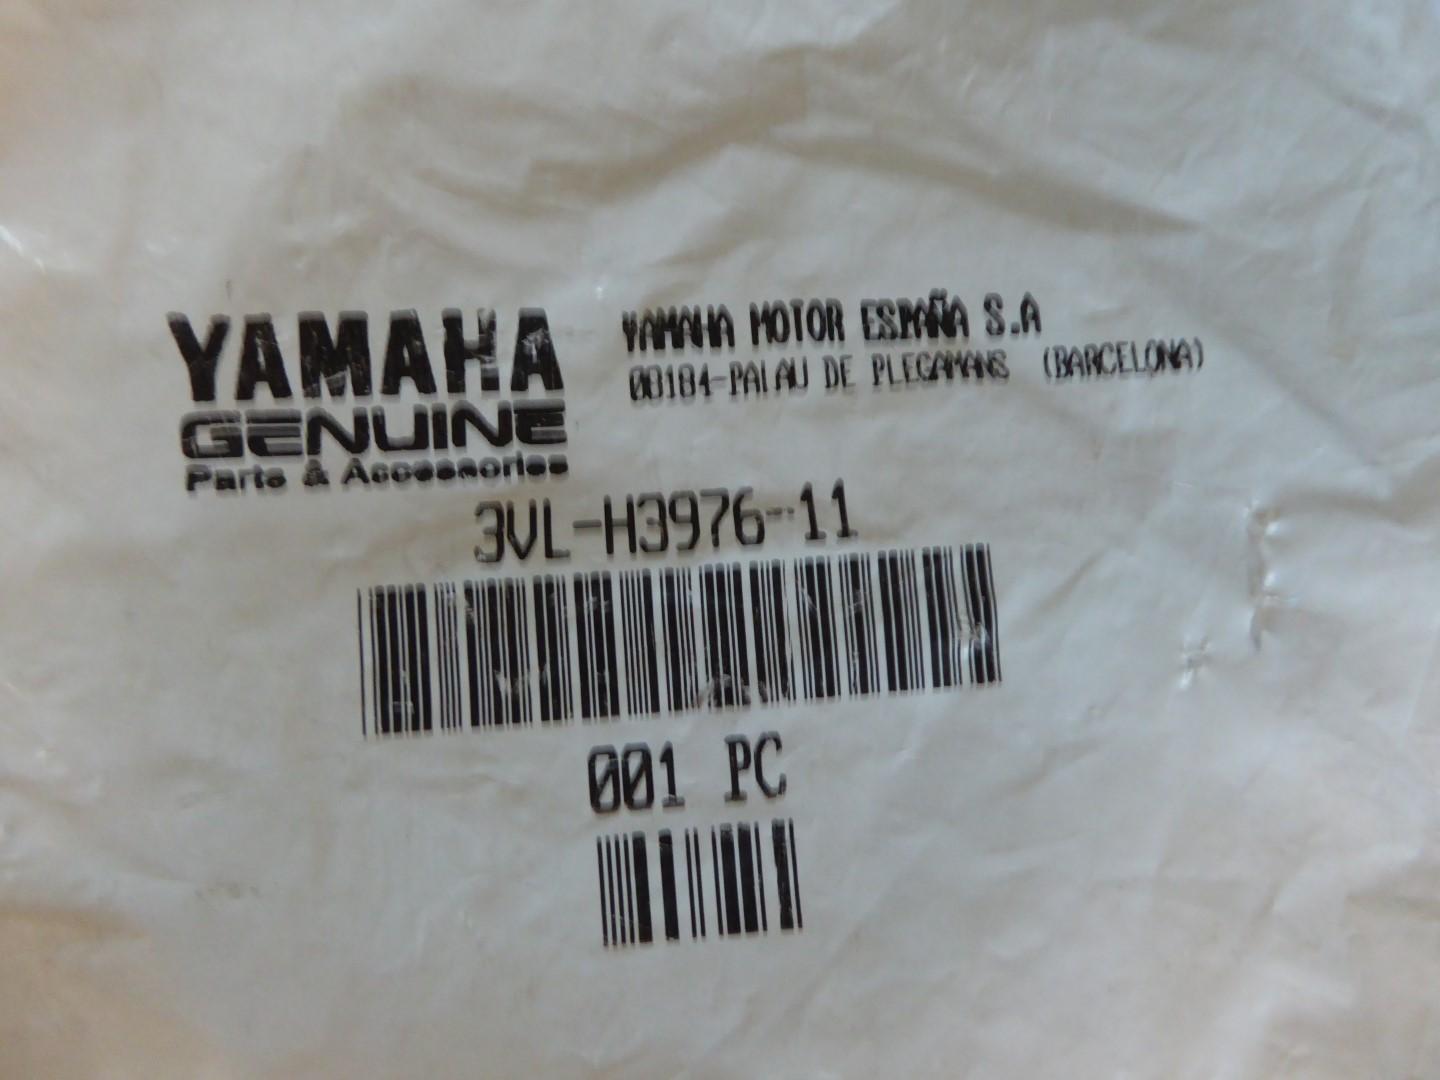 YAMAHA
GENUINE
Parts & Accessories
YAMAHA MOTOR ESPAÑA S.A
08184-PALAU DE PLEGAMANS (BARCELONA)
3VL-H3976-11
001 PC